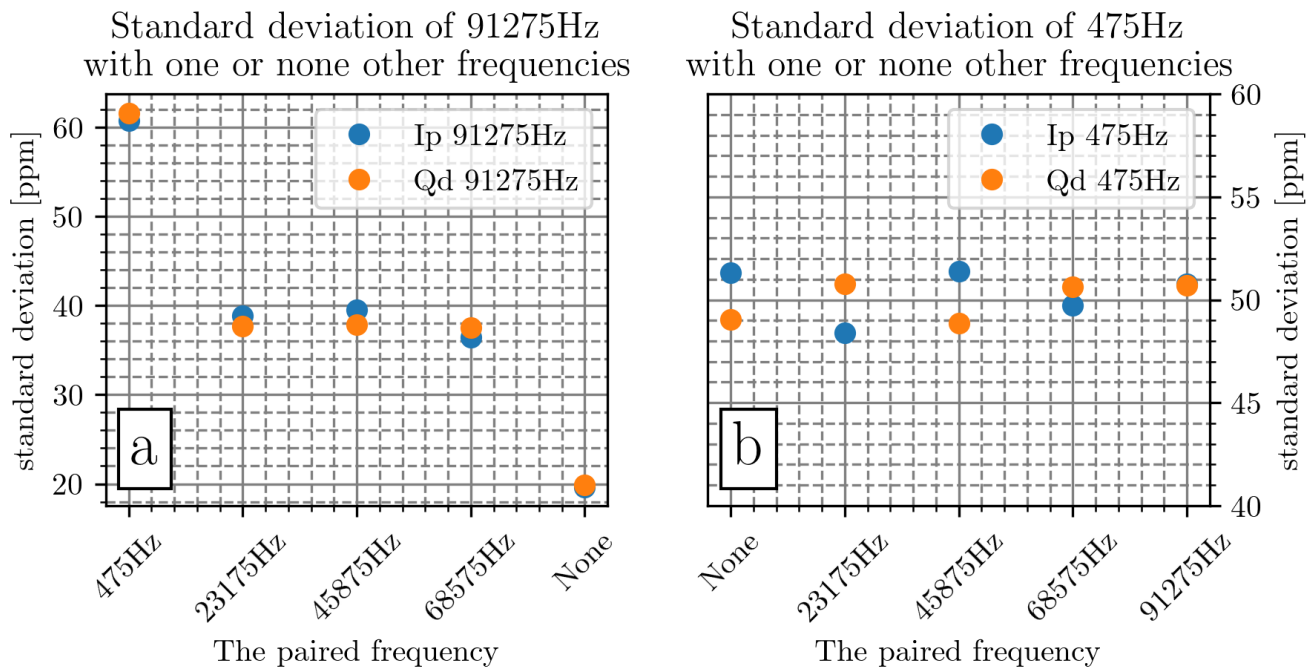 Standard deviation of 91275Hz
with one or none other frequencies
standard deviation [ppm]
60
50
40
30
20
Ip 91275Hz
Qd 91275Hz
a
475Hz
23175Hz
45875Hz
68575Hz
None
The paired frequency
Standard deviation of 475Hz
with one or none other frequencies
Ip 475Hz
Qd 475Hz
b
60
55
50
45
40
standard deviation [ppm]
None
23175Hz
45875Hz
68575Hz
91275Hz
The paired frequency